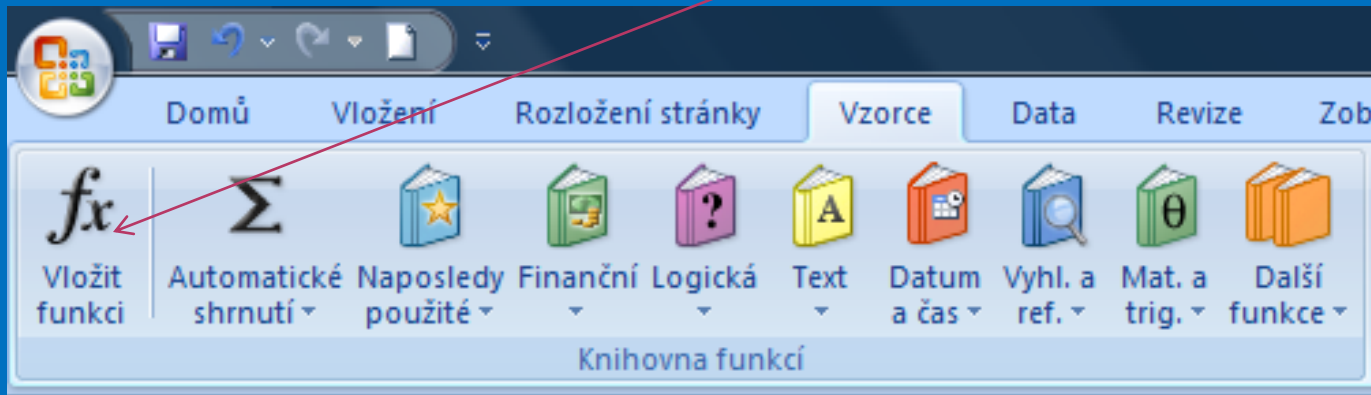 Domů Vložení Rozložení stránky Vzorce Data Revize Zob
fx Σ ? A θ
Vložit Automatické Naposledy Finanční Logická Text Datum Vyhl. a Mat. a Další
funkci shrnutí použité a čas ref. trig. funkce
Knihovna funkcí